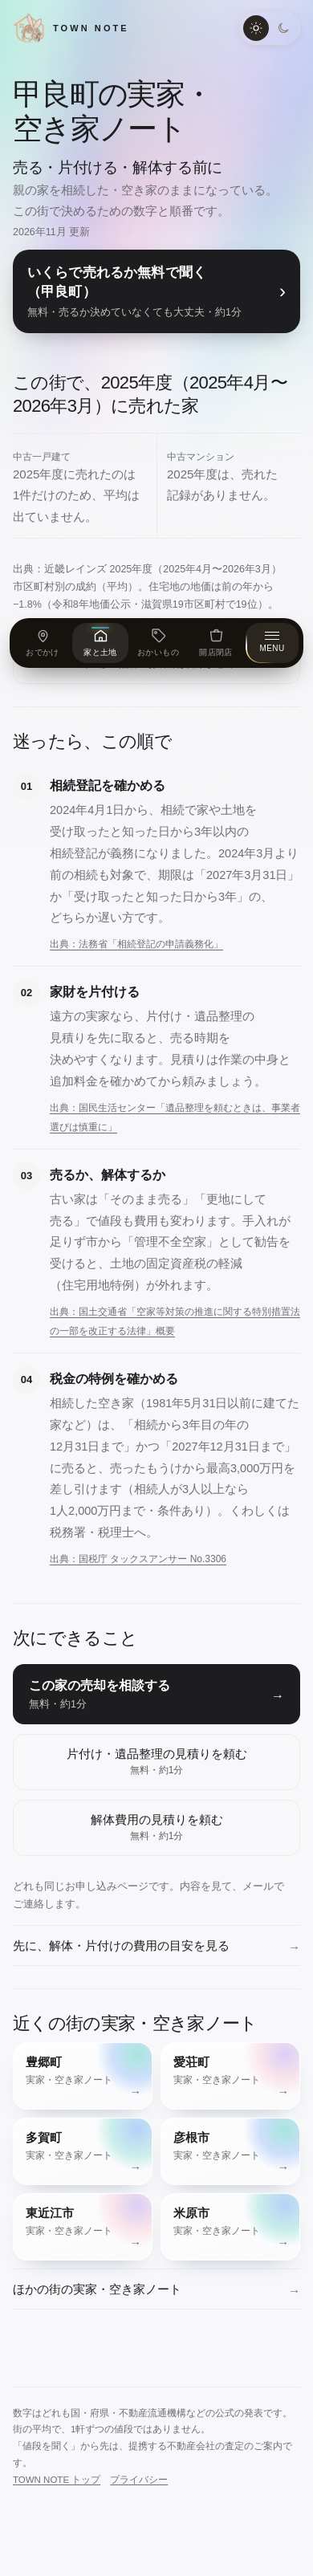 TOWN NOTE
甲良町の実家・
空き家ノート
売る・片付ける・解体する前に
親の家を相続した・空き家のままになっている。
この街で決めるための数字と順番です。
2026年11月 更新
いくらで売れるか無料で聞く
（甲良町）
無料・売るか決めていなくても大丈夫・約1分
›
この街で、2025年度（2025年4月〜
2026年3月）に売れた家
中古一戸建て
2025年度に売れたのは
1件だけのため、平均は
出ていません。
中古マンション
2025年度は、売れた
記録がありません。
出典：近畿レインズ 2025年度（2025年4月〜2026年3月）
市区町村別の成約（平均）。住宅地の地価は前の年から
−1.8%（令和8年地価公示・滋賀県19市区町村で19位）。
おでかけ
家と土地
おかいもの
開店閉店
MENU
迷ったら、この順で
01 相続登記を確かめる
2024年4月1日から、相続で家や土地を
受け取ったと知った日から3年以内の
相続登記が義務になりました。2024年3月より
前の相続も対象で、期限は「2027年3月31日」
か「受け取ったと知った日から3年」の、
どちらか遅い方です。
出典：法務省「相続登記の申請義務化」
02 家財を片付ける
遠方の実家なら、片付け・遺品整理の
見積りを先に取ると、売る時期を
決めやすくなります。見積りは作業の中身と
追加料金を確かめてから頼みましょう。
出典：国民生活センター「遺品整理を頼むときは、事業者
選びは慎重に」
03 売るか、解体するか
古い家は「そのまま売る」「更地にして
売る」で値段も費用も変わります。手入れが
足りず市から「管理不全空家」として勧告を
受けると、土地の固定資産税の軽減
（住宅用地特例）が外れます。
出典：国土交通省「空家等対策の推進に関する特別措置法
の一部を改正する法律」概要
04 税金の特例を確かめる
相続した空き家（1981年5月31日以前に建てた
家など）は、「相続から3年目の年の
12月31日まで」かつ「2027年12月31日まで」
に売ると、売ったもうけから最高3,000万円を
差し引けます（相続人が3人以上なら
1人2,000万円まで・条件あり）。くわしくは
税務署・税理士へ。
出典：国税庁 タックスアンサー No.3306
次にできること
この家の売却を相談する
無料・約1分
→
片付け・遺品整理の見積りを頼む
無料・約1分
解体費用の見積りを頼む
無料・約1分
どれも同じお申し込みページです。内容を見て、メールで
ご連絡します。
先に、解体・片付けの費用の目安を見る →
近くの街の実家・空き家ノート
豊郷町
実家・空き家ノート
→
愛荘町
実家・空き家ノート
→
多賀町
実家・空き家ノート
→
彦根市
実家・空き家ノート
→
東近江市
実家・空き家ノート
→
米原市
実家・空き家ノート
→
ほかの街の実家・空き家ノート →
数字はどれも国・府県・不動産流通機構などの公式の発表です。
街の平均で、1軒ずつの値段ではありません。
「値段を聞く」から先は、提携する不動産会社の査定のご案内で
す。
TOWN NOTE トップ プライバシー